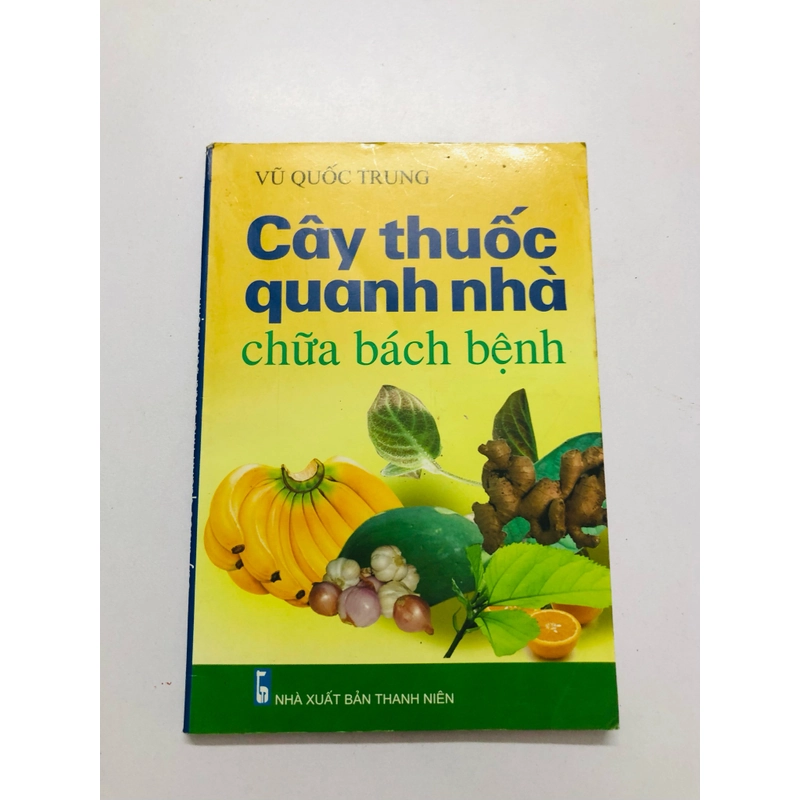 VŨ QUỐC TRUNG
Cây thuốc
quanh nhà
chữa bách bệnh
NHÀ XUẤT BẢN THANH NIÊN